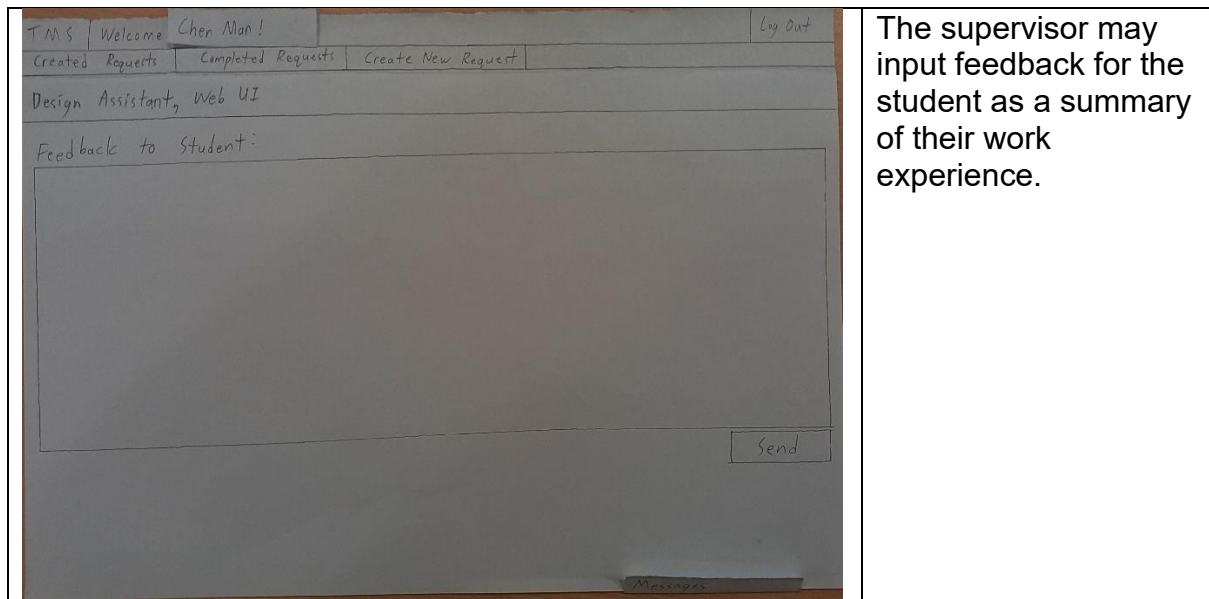 TMS Welcome Chen Man! Log Out
Created Requests Completed Requests Create New Request
Design Assistant, Web UI
Feedback to Student:
Send
Messages
The supervisor may
input feedback for the
student as a summary
of their work
experience.